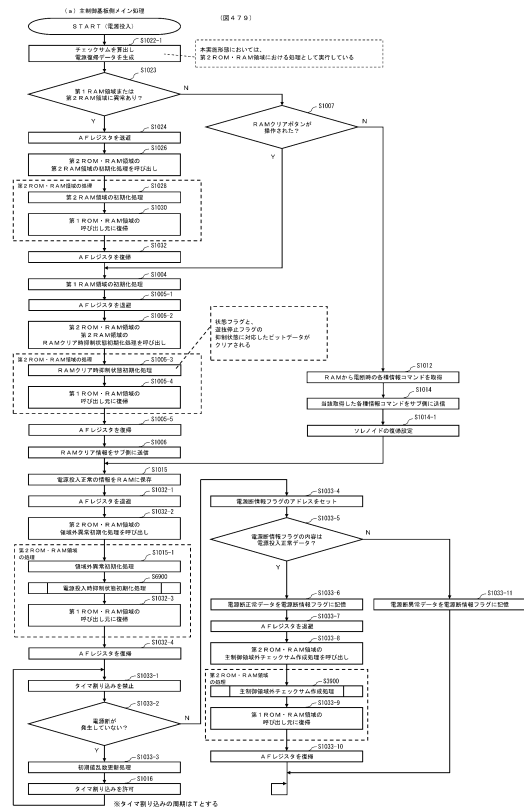 (a) 主制御基板側メイン処理
(図479)
START(電源投入)
S1022-1
チェックサムを算出し
電源復帰データを生成
本実施形態においては、
第2ROM・RAM領域における処理として実行している
S1023
第1RAM領域または
第2RAM領域に異常あり?
N
Y
S1007
RAMクリアボタンが
操作された?
N
Y
S1024
AFレジスタを退避
S1026
第2ROM・RAM領域の
第2RAM領域の初期化処理を呼び出し
第2ROM・RAM領域の処理
S1028
第2RAM領域の初期化処理
S1030
第1ROM・RAM領域の
呼び出し元に復帰
S1032
AFレジスタを復帰
S1004
第1RAM領域の初期化処理
S1005-1
AFレジスタを退避
S1005-2
第2ROM・RAM領域の
第2RAM領域の
RAMクリア時抑制状態初期化処理を呼び出し
状態フラグと、
遊技停止フラグの
抑制状態に対応したビットデータが
クリアされる
第2ROM・RAM領域の処理
S1005-3
RAMクリア時抑制状態初期化処理
S1005-4
第1ROM・RAM領域の
呼び出し元に復帰
S1005-5
AFレジスタを復帰
S1006
RAMクリア情報をサブ側に送信
S1012
RAMから電断時の各種情報コマンドを取得
S1014
当該取得した各種情報コマンドをサブ側に送信
S1014-1
ソレノイドの復帰設定
S1015
電源投入正常の情報をRAMに保存
S1032-1
AFレジスタを退避
S1032-2
第2ROM・RAM領域の
領域外異常初期化処理を呼び出し
第2ROM・RAM領域
の処理
S1015-1
領域外異常初期化処理
S6900
電源投入時抑制状態初期化処理
S1032-3
第1ROM・RAM領域の
呼び出し元に復帰
S1032-4
AFレジスタを復帰
S1033-1
タイマ割り込みを禁止
S1033-2
電源断が
発生していない?
N
Y
S1033-3
初期値乱数更新処理
S1016
タイマ割り込みを許可
S1033-4
電源断情報フラグのアドレスをセット
S1033-5
電源断情報フラグの内容は
電源投入正常データ?
N
Y
S1033-6
電源断正常データを電源断情報フラグに記憶
S1033-11
電源断異常データを電源断情報フラグに記憶
S1033-7
AFレジスタを退避
S1033-8
第2ROM・RAM領域の
主制御領域外チェックサム作成処理を呼び出し
第2ROM・RAM領域
の処理
S3900
主制御領域外チェックサム作成処理
S1033-9
第1ROM・RAM領域の
呼び出し元に復帰
S1033-10
AFレジスタを復帰
※タイマ割り込みの周期はTとする